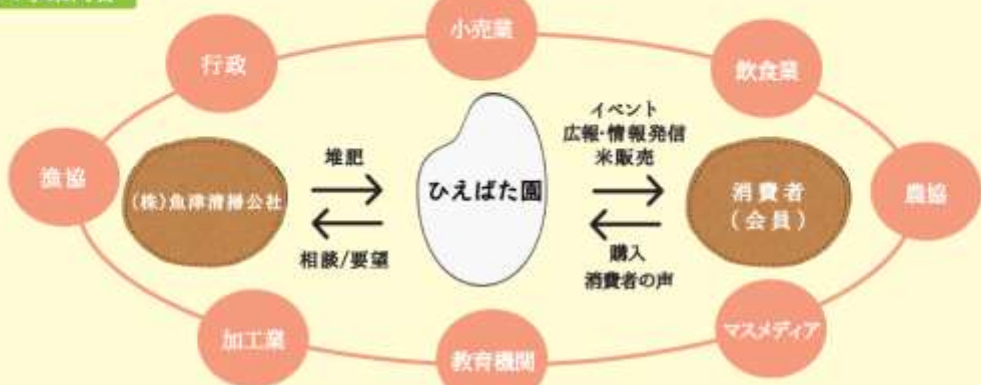 小売業
行政
飲食業
漁協
(株)魚津清掃公社
堆肥
相談/要望
ひえばた園
イベント
広報・情報発信
米販売
購入
消費者の声
消費者
(会員)
農協
加工業
教育機関
マスメディア